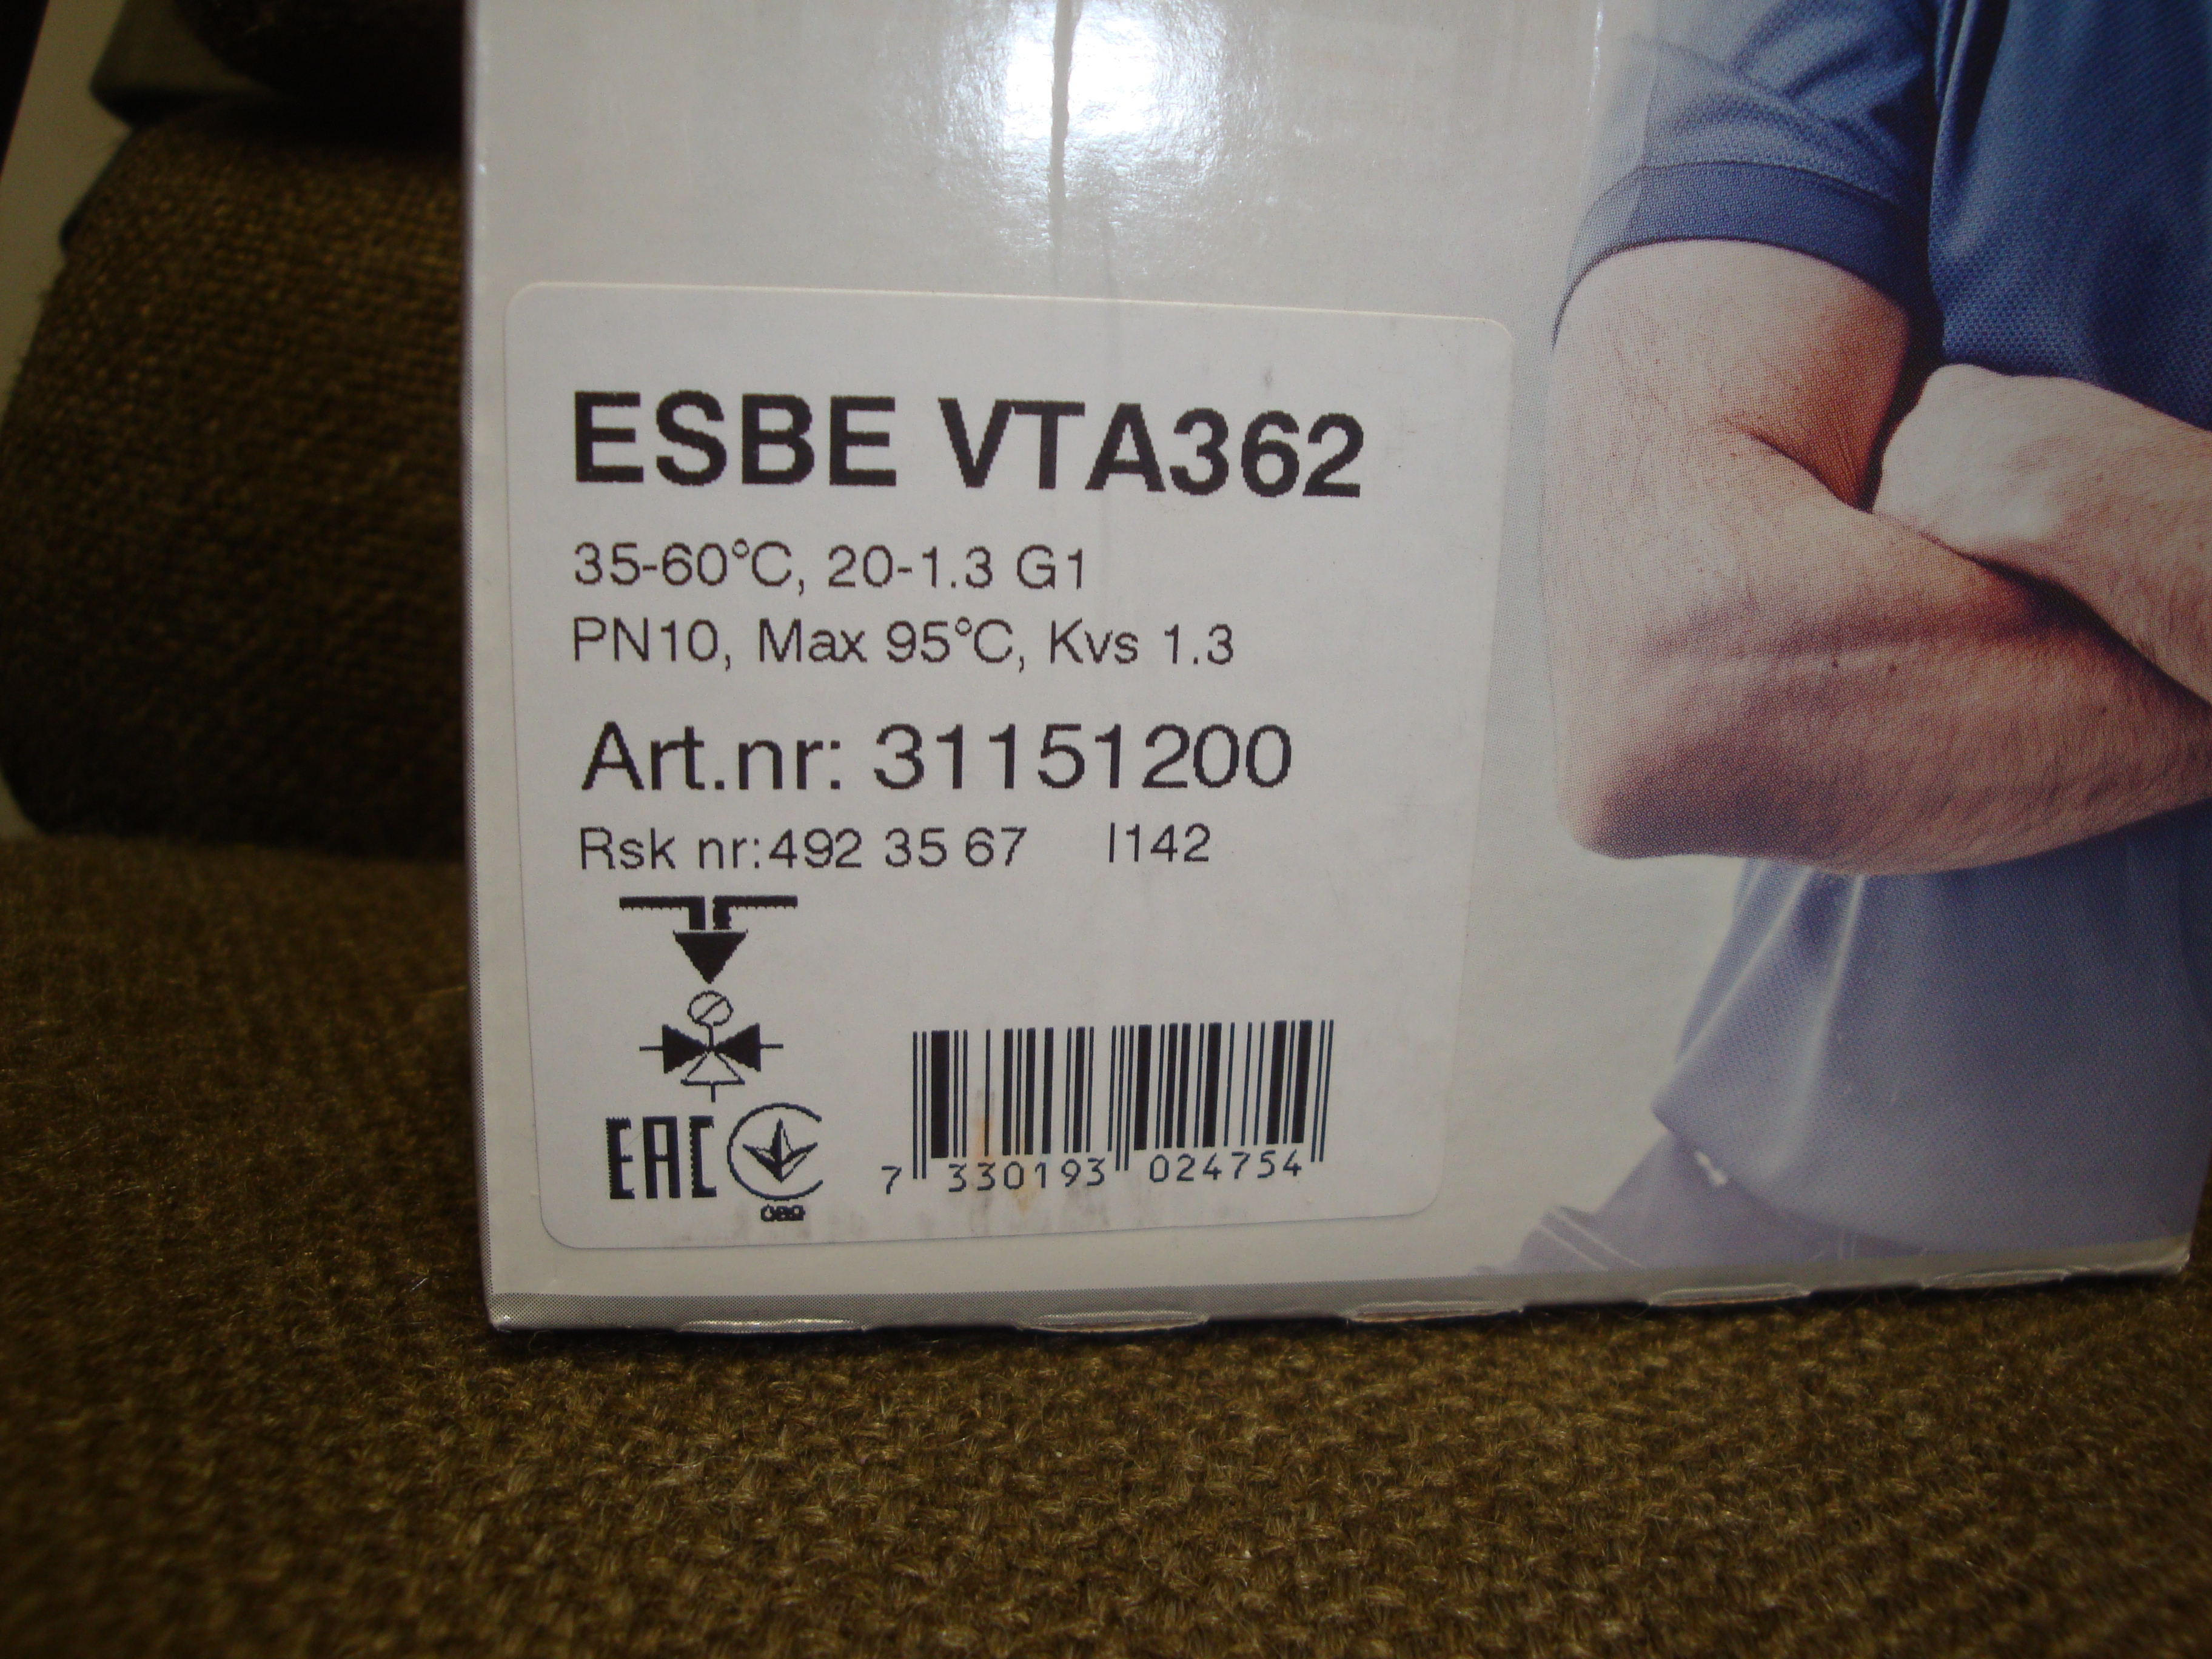 ESBE VTA362
35-60°C, 20-1.3 G1
PN10, Max 95°C, Kvs 1.3
Art.nr: 31151200
Rsk nr:492 35 67 I142
EAC
7 330193 024754